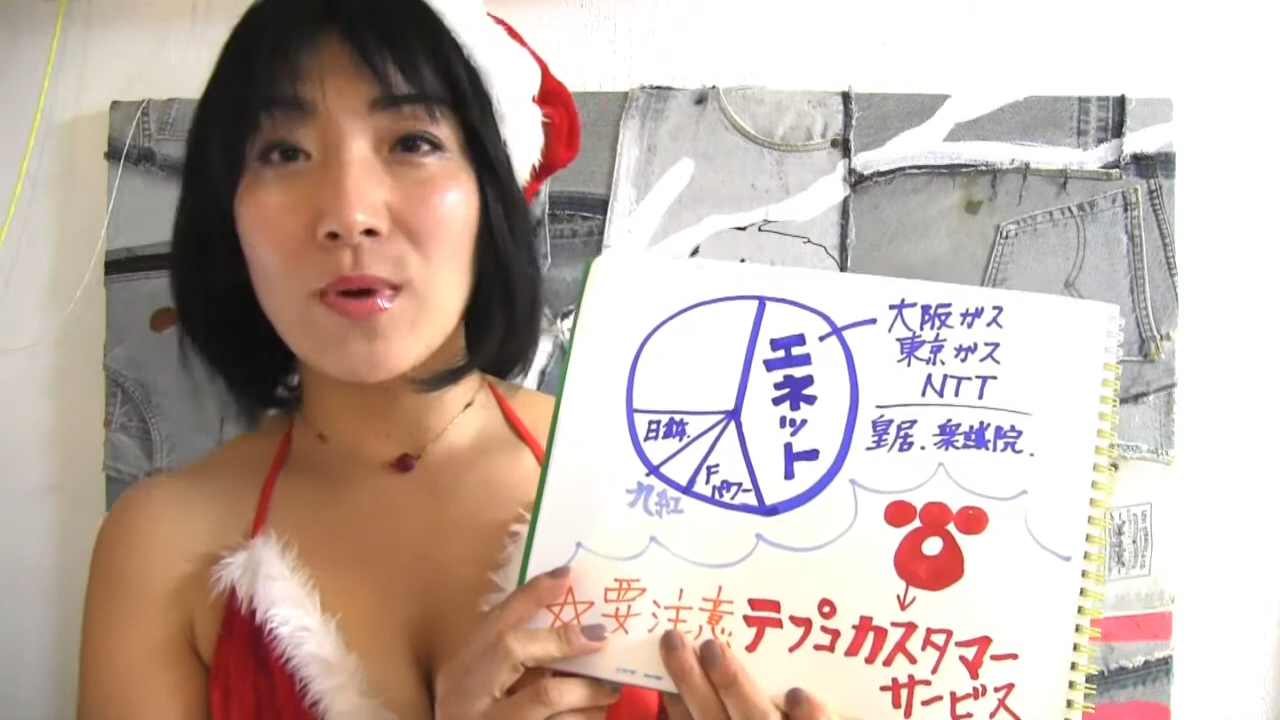 エネット
大阪ガス
東京ガス
NTT
皇居、衆議院、
日鉄
Fパワー
丸紅
☆要注意 テプコカスタマー
サービス